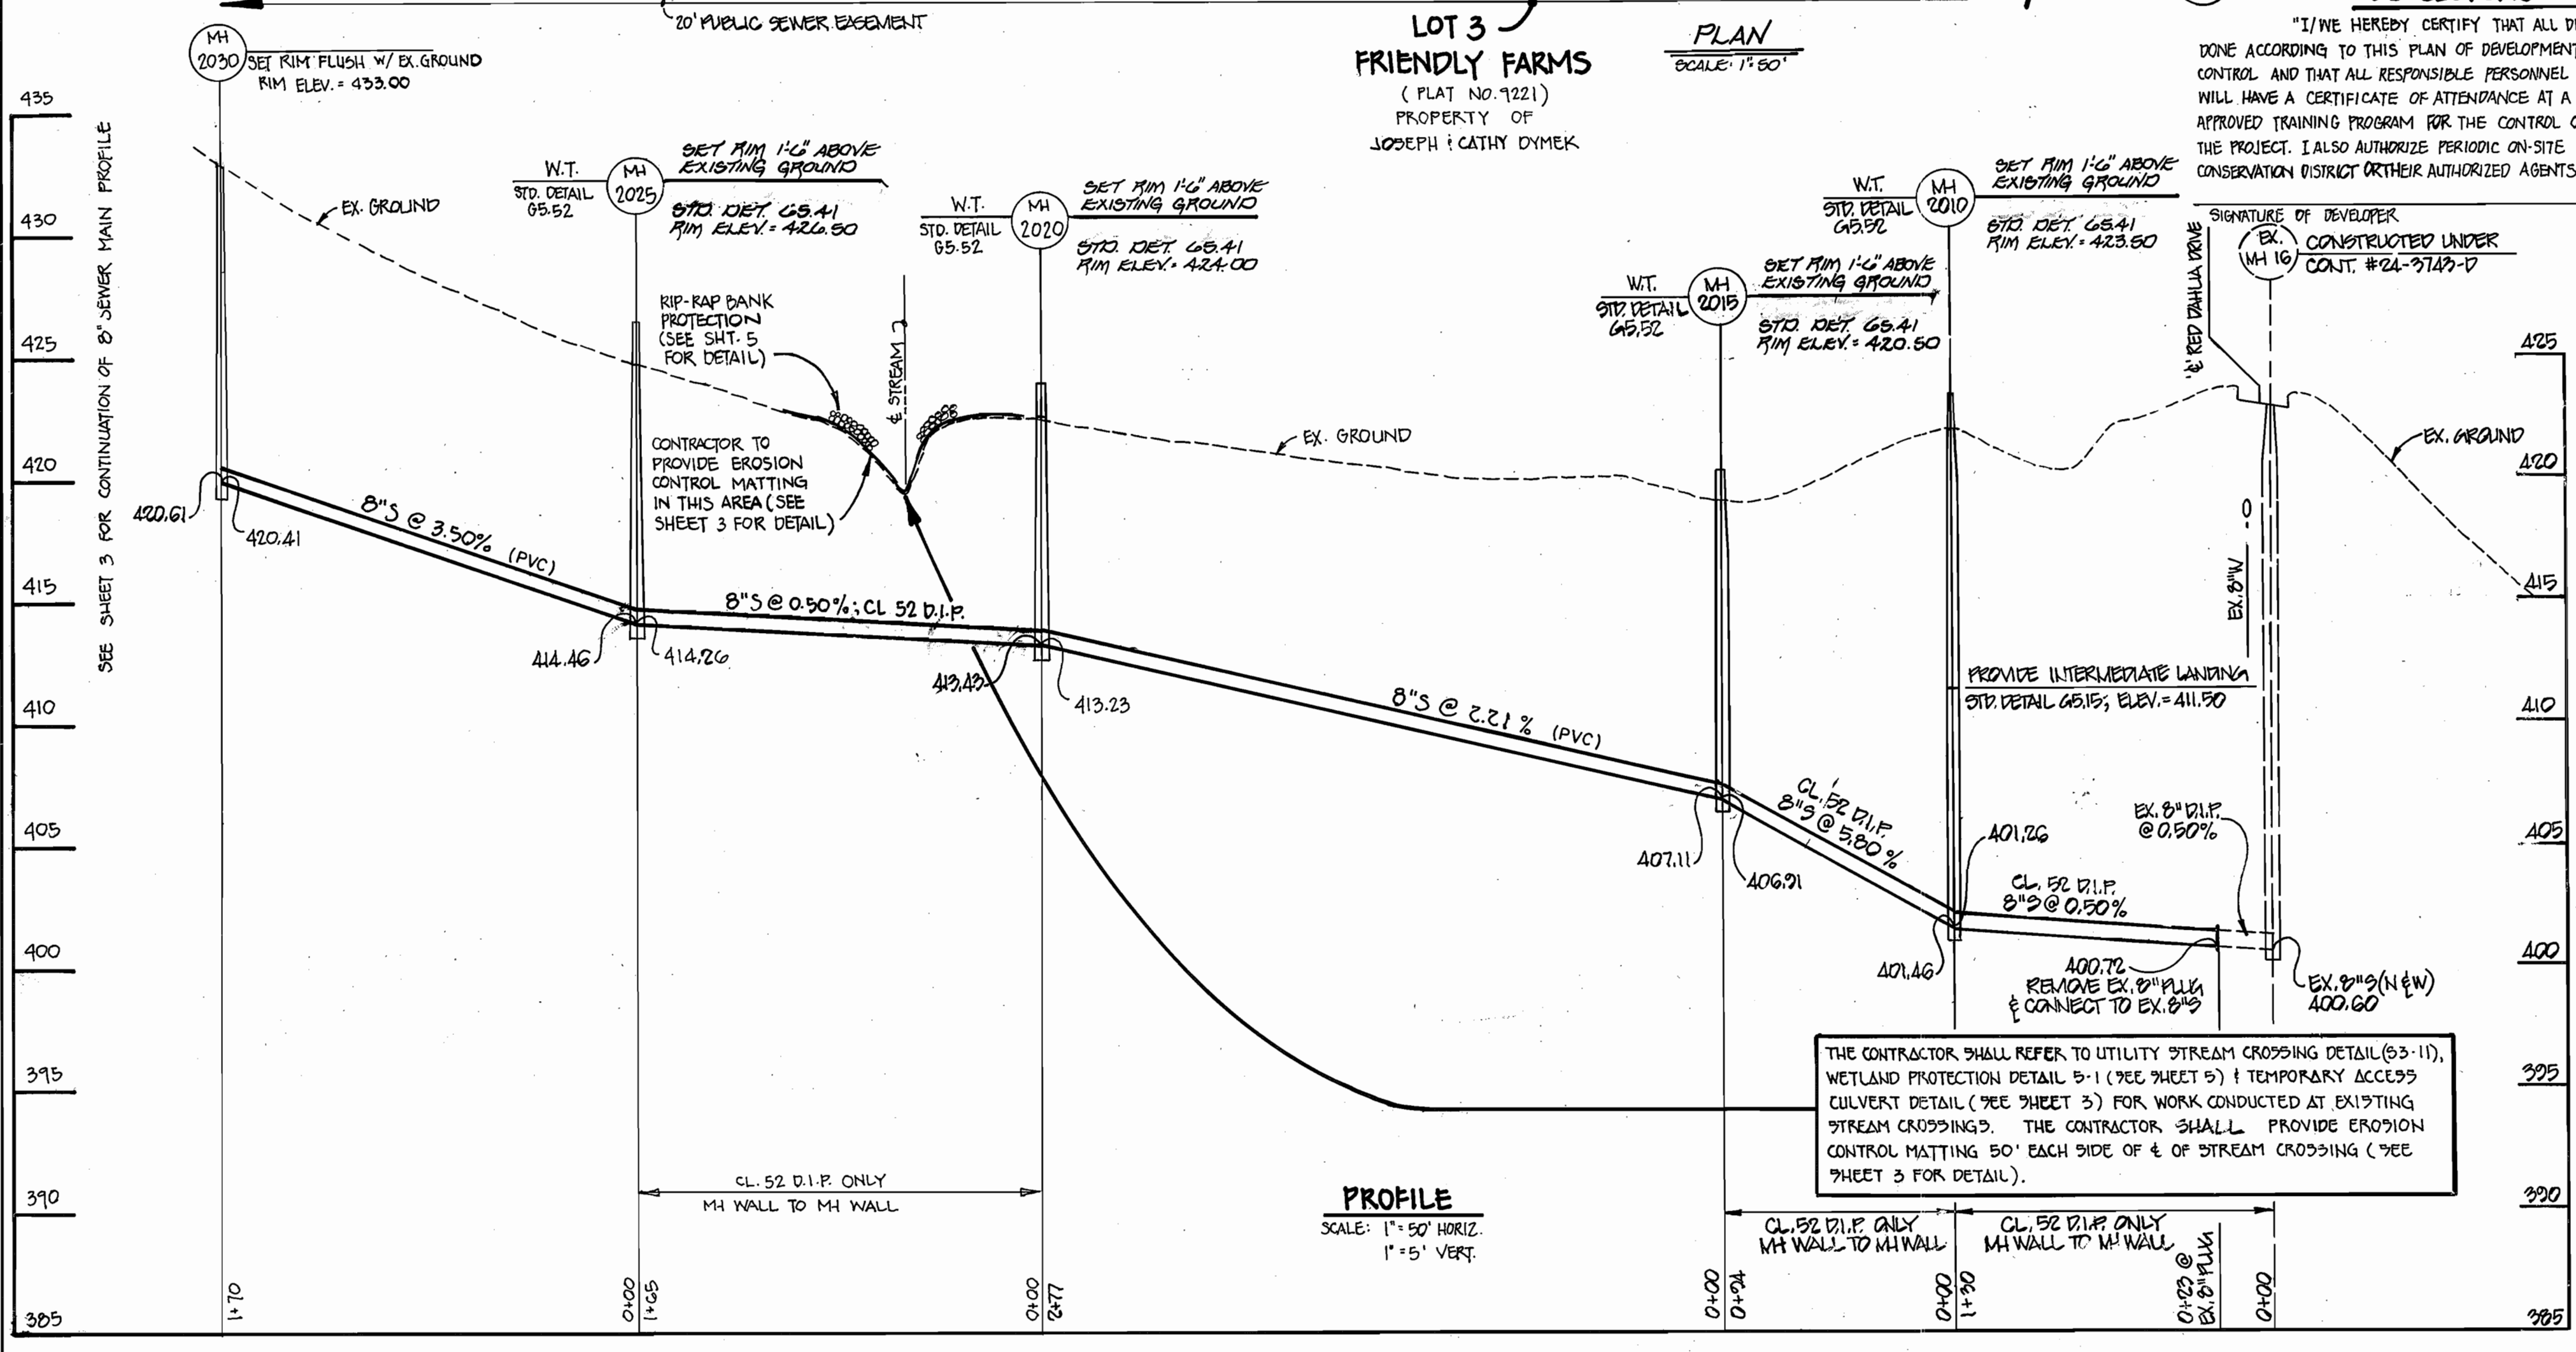 20' PUBLIC SEWER EASEMENT
LOT 3
FRIENDLY FARMS
( PLAT NO. 9221)
PROPERTY OF
JOSEPH & CATHY DYMEK
PLAN
SCALE: 1"=50'
"I/WE HEREBY CERTIFY THAT ALL
DONE ACCORDING TO THIS PLAN OF DEVELOPMENT
CONTROL AND THAT ALL RESPONSIBLE PERSONNEL
WILL HAVE A CERTIFICATE OF ATTENDANCE AT A
APPROVED TRAINING PROGRAM FOR THE CONTROL
THE PROJECT. I ALSO AUTHORIZE PERIODIC ON-SITE
CONSERVATION DISTRICT OR THEIR AUTHORIZED AGENTS
SIGNATURE OF DEVELOPER
MH
2030
SET RIM FLUSH W/ EX. GROUND
RIM ELEV. = 433.00
W.T.
STD. DETAIL
G5.52
MH
2025
SET RIM 1'-6" ABOVE
EXISTING GROUND
STD. DET. G5.41
RIM ELEV. = 426.50
W.T.
STD. DETAIL
G5.52
MH
2020
SET RIM 1'-6" ABOVE
EXISTING GROUND
STD. DET. G5.41
RIM ELEV. = 424.00
W.T.
STD. DETAIL
G5.52
MH
2015
SET RIM 1'-6" ABOVE
EXISTING GROUND
STD. DET. G5.41
RIM ELEV. = 420.50
W.T.
STD. DETAIL
G5.52
MH
2010
SET RIM 1'-6" ABOVE
EXISTING GROUND
STD. DET. G5.41
RIM ELEV. = 423.50
℄ RED DAHLIA DRIVE
EX.
MH 16
CONSTRUCTED UNDER
CONT. #24-3743-D
435
430
425
420
415
410
405
400
395
390
385
SEE SHEET 3 FOR CONTINUATION OF 8" SEWER MAIN PROFILE
EX. GROUND
RIP-RAP BANK
PROTECTION
(SEE SHT. 5
FOR DETAIL)
℄ STREAM
CONTRACTOR TO
PROVIDE EROSION
CONTROL MATTING
IN THIS AREA (SEE
SHEET 3 FOR DETAIL)
EX. GROUND
EX. GROUND
420.61
420.41
8"S @ 3.50% (PVC)
414.46
414.26
8"S @ 0.50%; CL 52 D.I.P.
413.43
413.23
8"S @ 2.21% (PVC)
407.11
406.91
CL. 52 D.I.P.
8"S @ 5.80%
401.46
401.26
CL. 52 D.I.P.
8"S @ 0.50%
EX. 8" D.I.P.
@ 0.50%
EX. 8"W
PROVIDE INTERMEDIATE LANDING
STD. DETAIL G5.15; ELEV. = 411.50
400.72
REMOVE EX. 8" PLUG
& CONNECT TO EX. 8"S
EX. 8"S (N & W)
400.60
THE CONTRACTOR SHALL REFER TO UTILITY STREAM CROSSING DETAIL (S3-11),
WETLAND PROTECTION DETAIL 5-1 (SEE SHEET 5) & TEMPORARY ACCESS
CULVERT DETAIL (SEE SHEET 3) FOR WORK CONDUCTED AT EXISTING
STREAM CROSSINGS. THE CONTRACTOR SHALL PROVIDE EROSION
CONTROL MATTING 50' EACH SIDE OF ℄ OF STREAM CROSSING (SEE
SHEET 3 FOR DETAIL).
CL. 52 D.I.P. ONLY
MH WALL TO MH WALL
PROFILE
SCALE: 1" = 50' HORIZ.
1" = 5' VERT.
CL. 52 D.I.P. ONLY
MH WALL TO MH WALL
CL. 52 D.I.P. ONLY
MH WALL TO MH WALL
1+70
0+00
1+65
0+00
2+77
0+00
0+94
0+00
1+30
0+23 @
EX. 8" PLUG
0+00
425
420
415
410
405
400
395
390
385